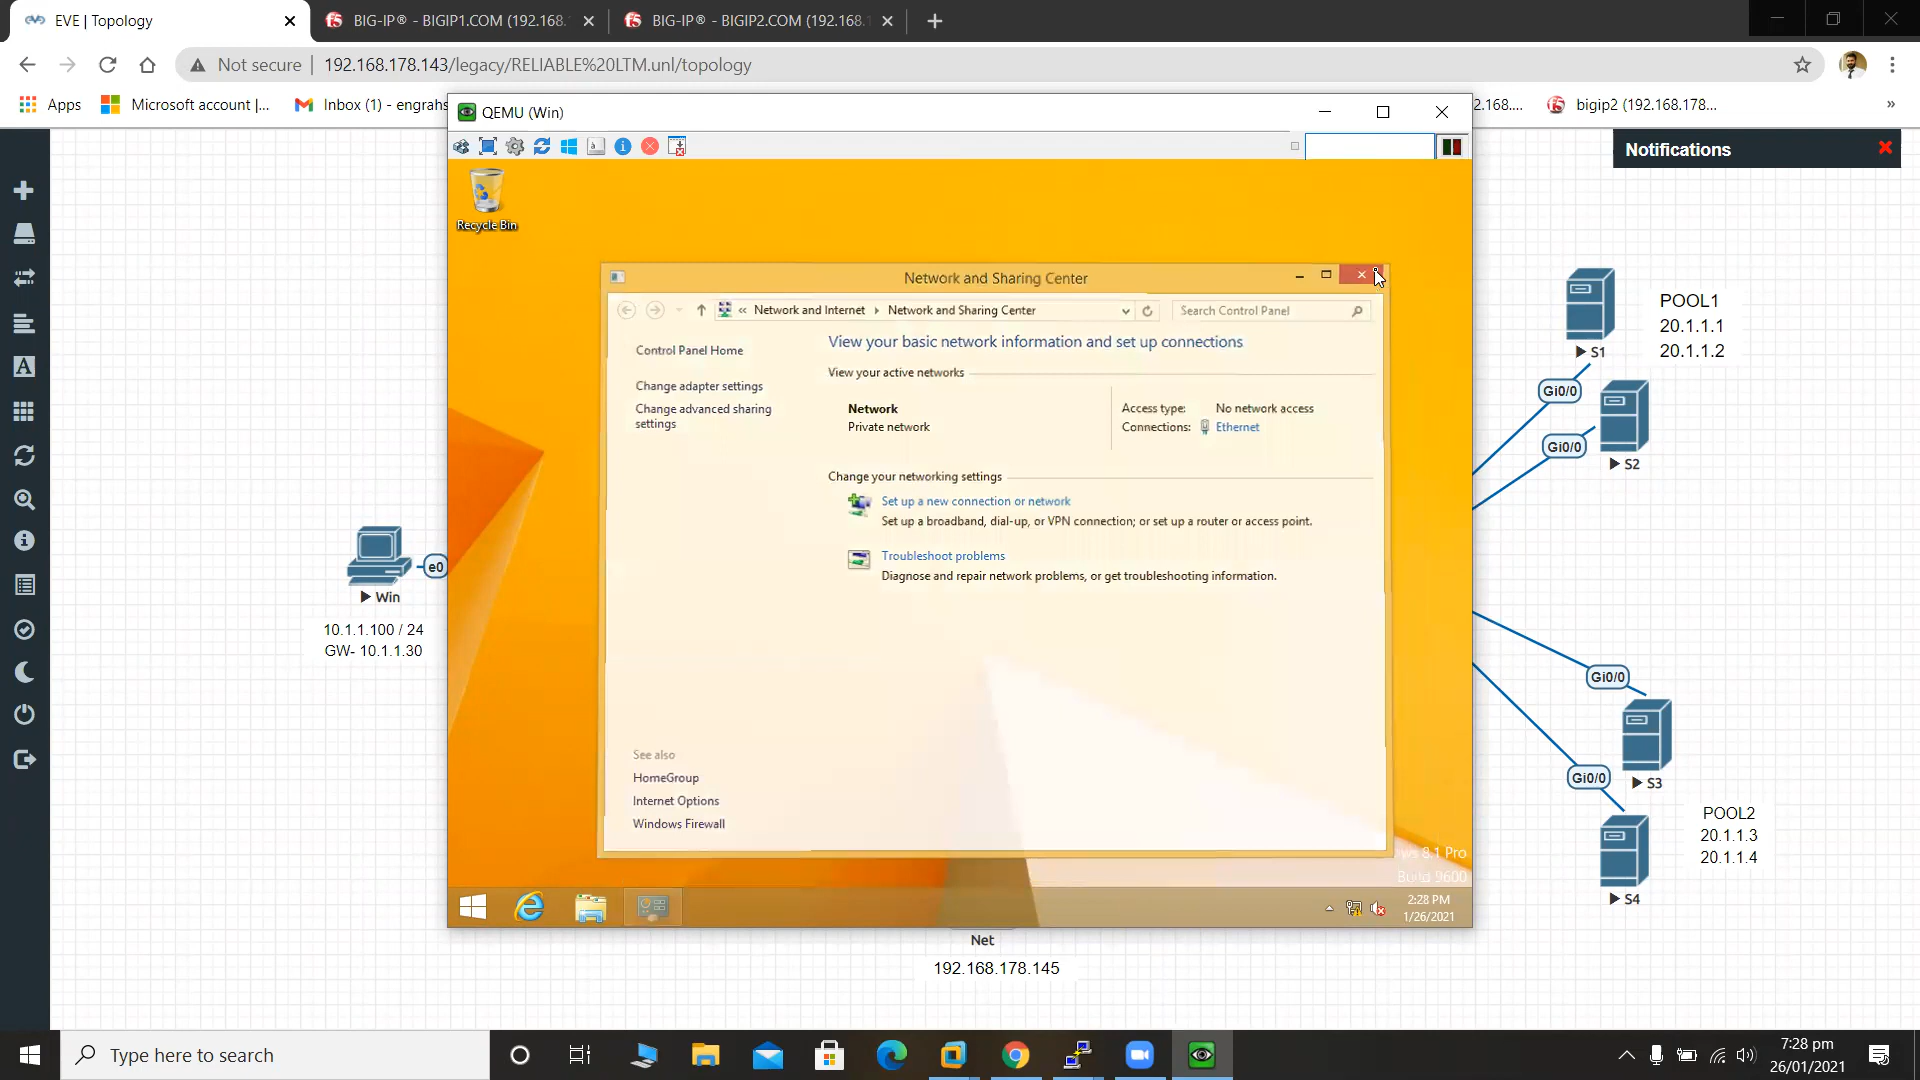 EVE | Topology
BIG-IP® - BIGIP1.COM (192.168.
BIG-IP® - BIGIP2.COM (192.168.
Not secure
192.168.178.143/legacy/RELIABLE%20LTM.unl/topology
Apps
Microsoft account |...
Inbox (1) - engrahs
2.168....
bigip2 (192.168.178...
»
QEMU (Win)
Notifications
Recycle Bin
Network and Sharing Center
« Network and Internet
Network and Sharing Center
Search Control Panel
Control Panel Home
Change adapter settings
Change advanced sharing
settings
View your basic network information and set up connections
View your active networks
Network
Private network
Access type: No network access
Connections: Ethernet
Change your networking settings
Set up a new connection or network
Set up a broadband, dial-up, or VPN connection; or set up a router or access point.
Troubleshoot problems
Diagnose and repair network problems, or get troubleshooting information.
See also
HomeGroup
Internet Options
Windows Firewall
8.1 Pro
Build 9600
2:28 PM
1/26/2021
e0
Win
10.1.1.100 / 24
GW- 10.1.1.30
POOL1
20.1.1.1
20.1.1.2
S1
Gi0/0
Gi0/0
S2
Gi0/0
S3
Gi0/0
POOL2
20.1.1.3
20.1.1.4
S4
Net
192.168.178.145
Type here to search
7:28 pm
26/01/2021